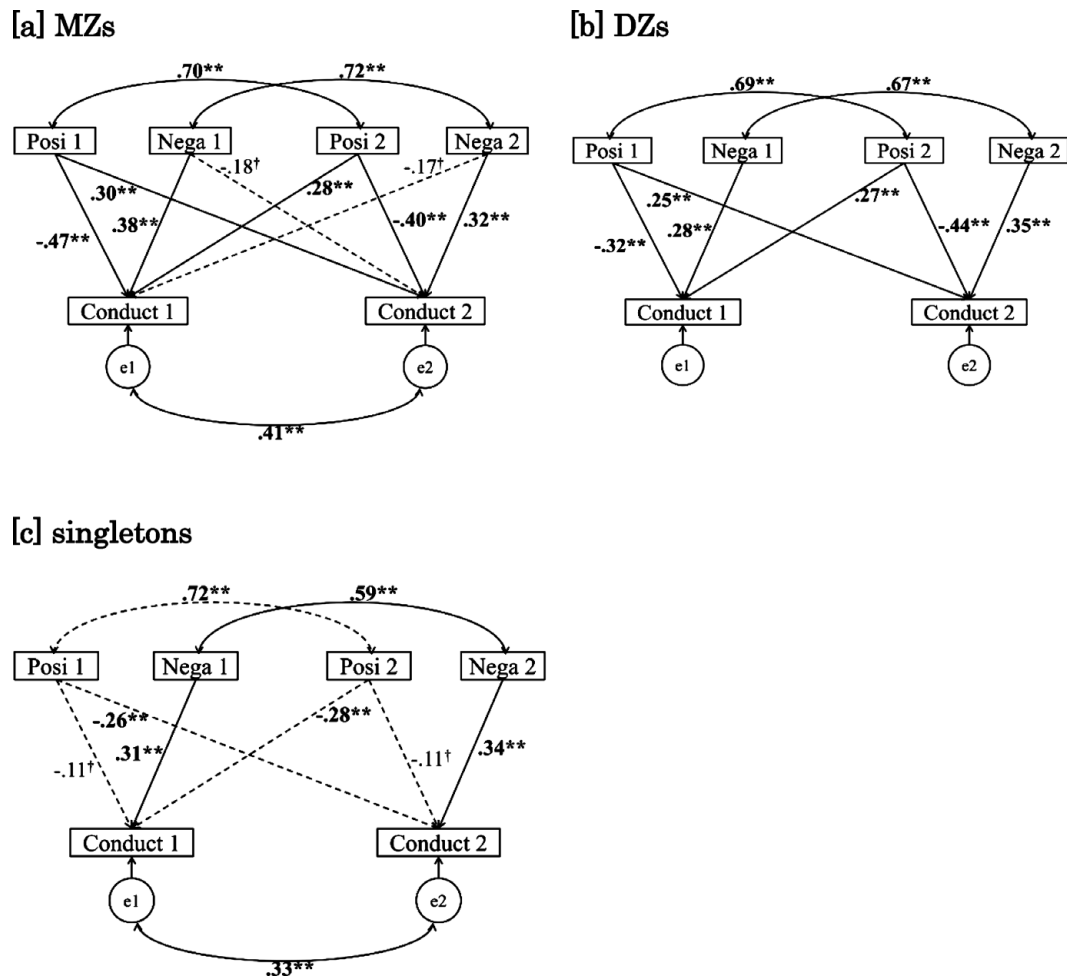 [a] MZs
.70** .72**
Posi 1 Nega 1 Posi 2 Nega 2
-.18† -.17†
.30** .28**
-.47** .38** -.40** .32**
Conduct 1 Conduct 2
e1 e2
.41**
[b] DZs
.69** .67**
Posi 1 Nega 1 Posi 2 Nega 2
.25** .27**
-.32** .28** -.44** .35**
Conduct 1 Conduct 2
e1 e2
[c] singletons
.72** .59**
Posi 1 Nega 1 Posi 2 Nega 2
-.26** -.28**
.31** .34**
-.11† -.11†
Conduct 1 Conduct 2
e1 e2
.33**